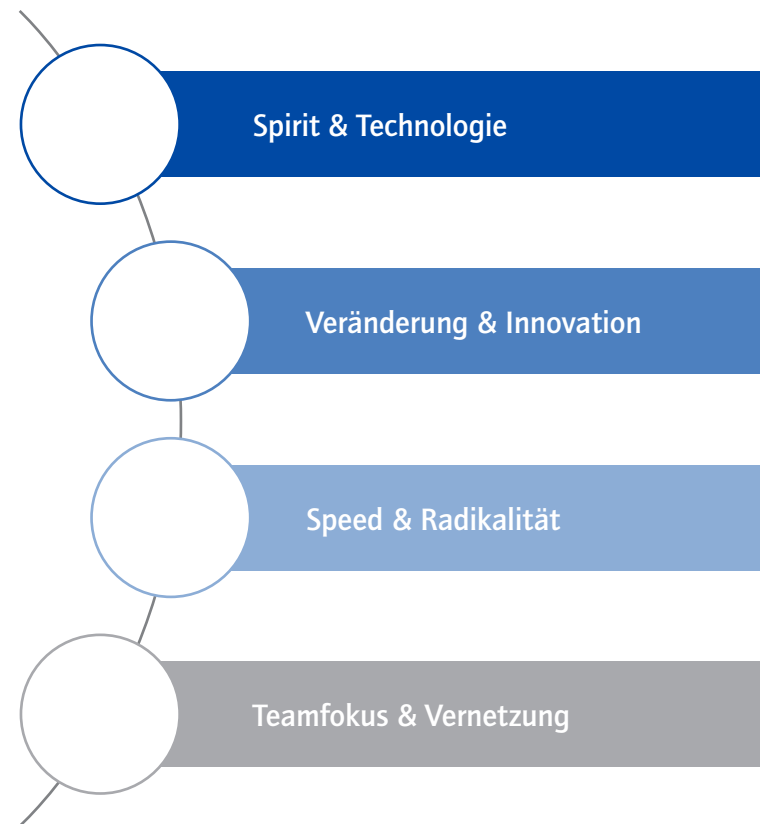 Spirit & Technologie
Veränderung & Innovation
Speed & Radikalität
Teamfokus & Vernetzung